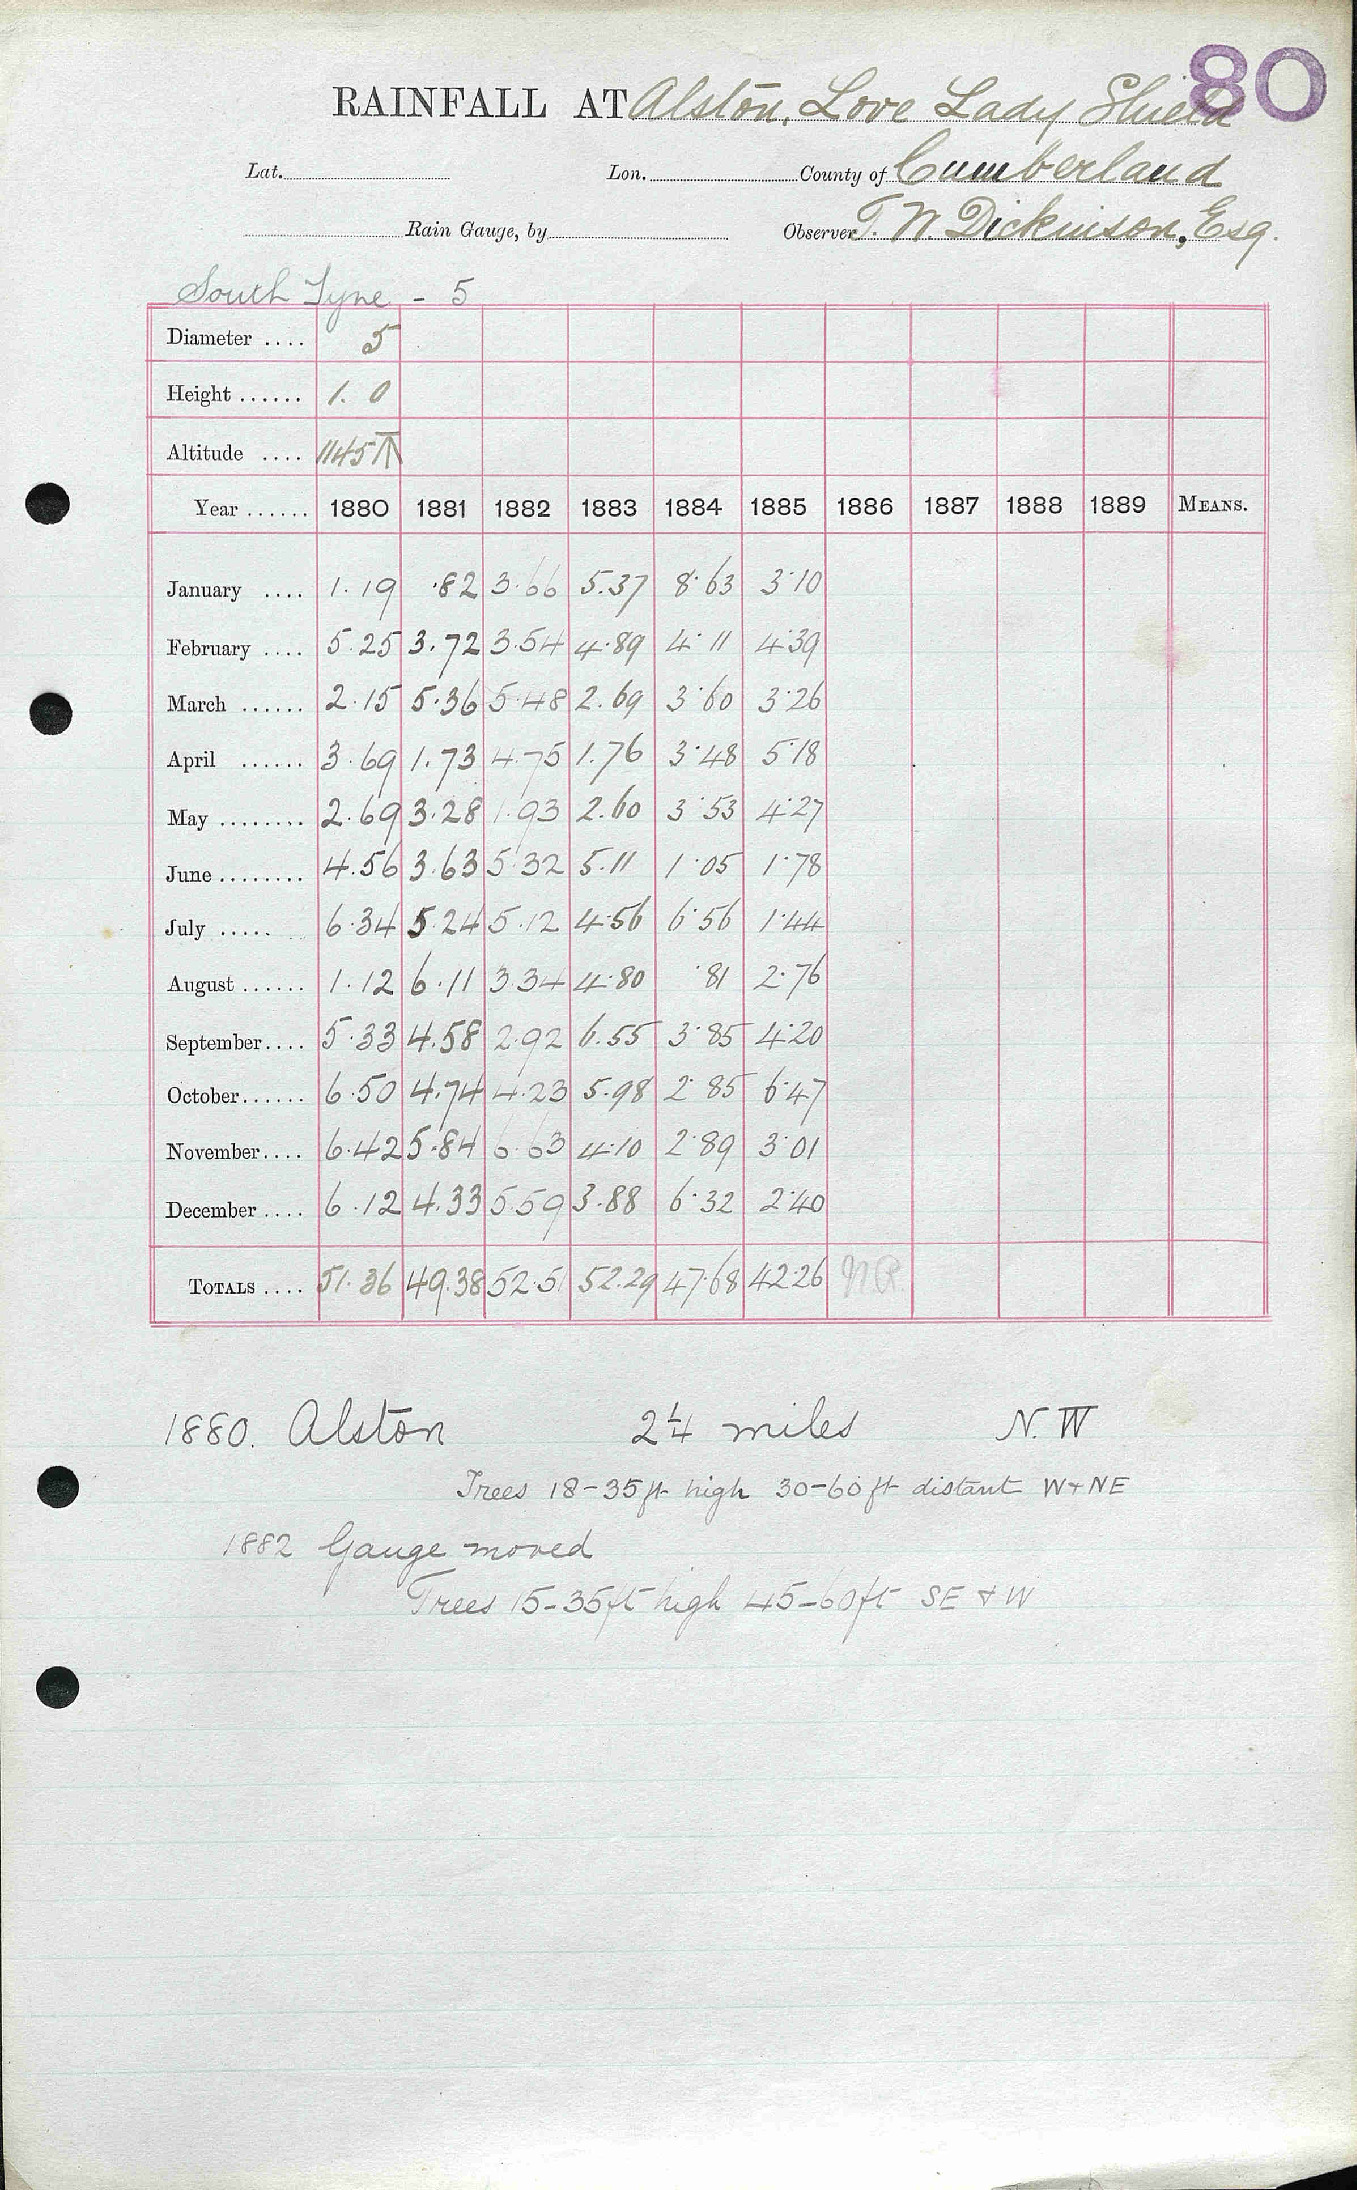 80
RAINFALL AT Alston, Love Lady Shield
Lat. Lon. County of Cumberland
Rain Gauge, by Observer T. W. Dickinson, Esq.
South Tyne - 5
Diameter .... 5
Height ...... 1. 0
Altitude .... 1145
Year ...... 1880 1881 1882 1883 1884 1885 1886 1887 1888 1889 MEANS.
January .... 1.19 .82 3.66 5.37 8.63 3.10
February .... 5.25 3.72 3.54 4.89 4.11 4.39
March ...... 2.15 5.36 5.48 2.69 3.60 3.26
April ...... 3.69 1.73 4.75 1.76 3.48 5.18
May ........ 2.69 3.28 1.93 2.60 3.53 4.27
June ........ 4.56 3.63 5.32 5.11 1.05 1.78
July ..... 6.34 5.24 5.12 4.56 6.56 1.44
August ...... 1.12 6.11 3.34 4.80 .81 2.76
September.... 5.33 4.58 2.92 6.55 3.85 4.20
October...... 6.50 4.74 4.23 5.98 2.85 6.47
November.... 6.42 5.84 6.63 4.10 2.89 3.01
December .... 6.12 4.33 5.59 3.88 6.32 2.40
TOTALS .... 51.36 49.38 52.51 52.29 47.68 42.26 N.R.
1880. Alston 2¼ miles N.W
Trees 18-35ft high 30-60ft distant W+NE
1882 Gauge moved
Trees 15-35ft high 45-60ft SE & W